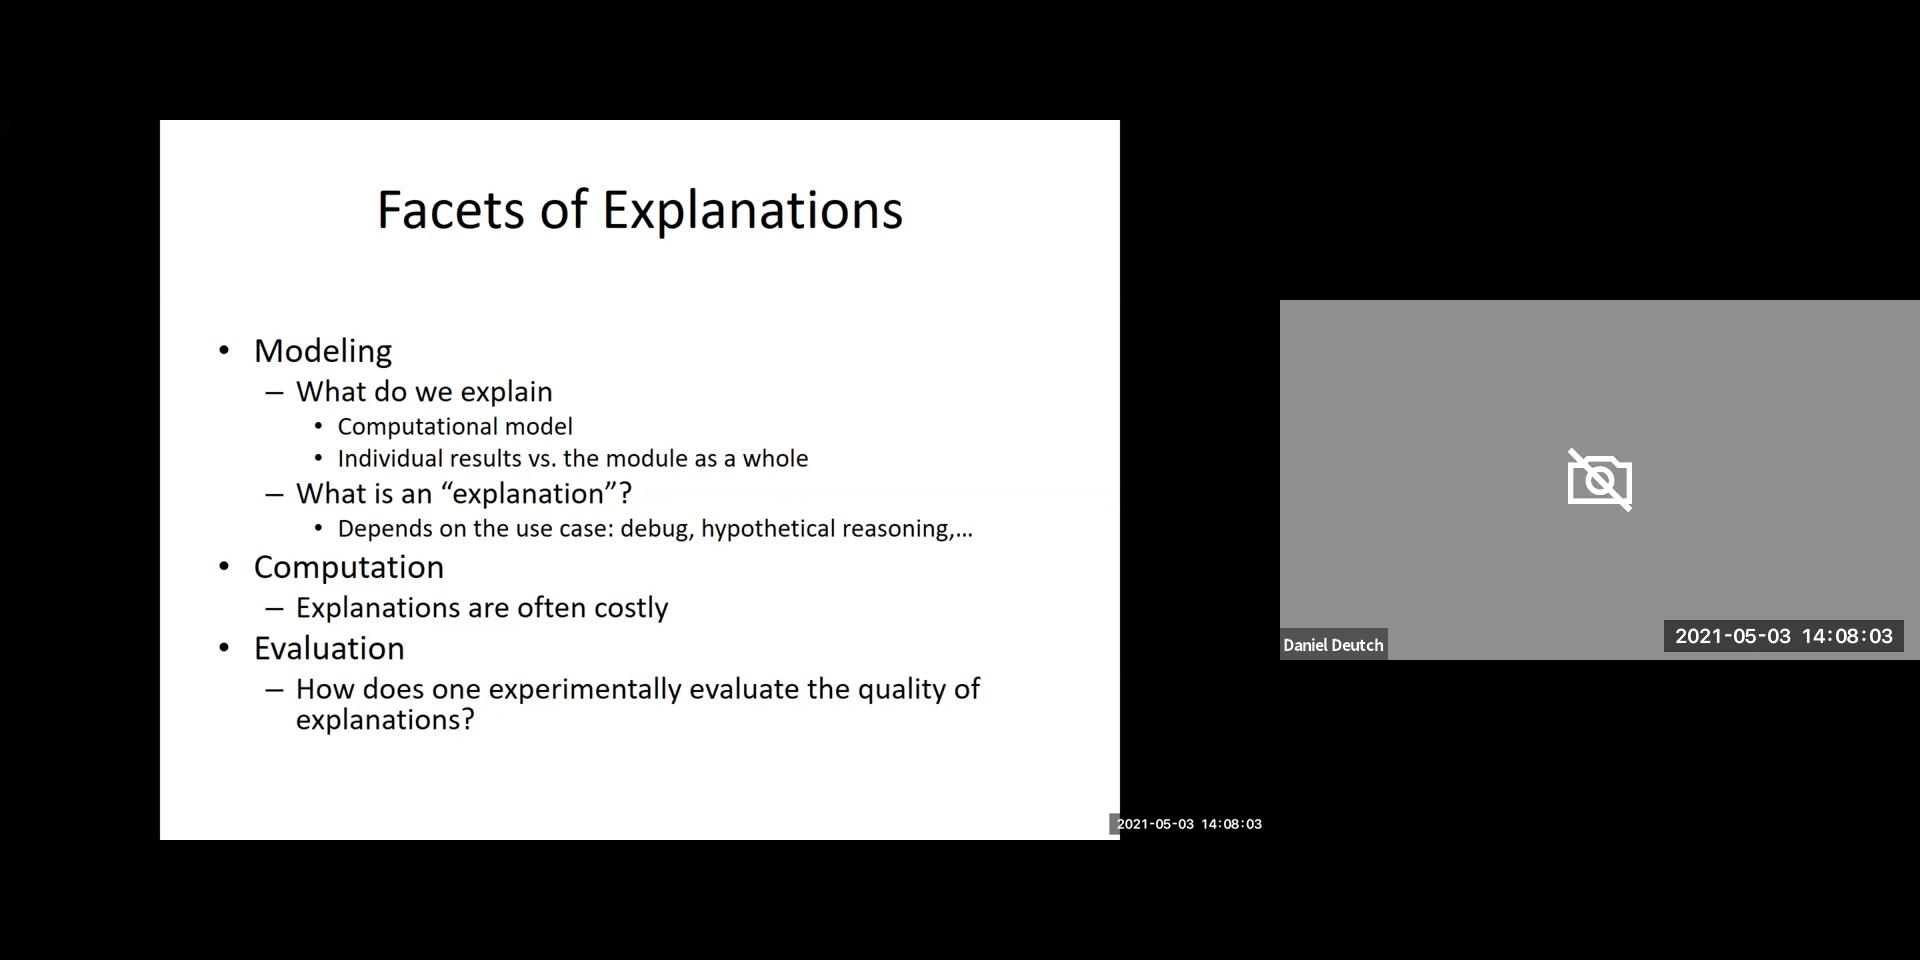 Facets of Explanations
• Modeling
– What do we explain
• Computational model
• Individual results vs. the module as a whole
– What is an “explanation”?
• Depends on the use case: debug, hypothetical reasoning,...
• Computation
– Explanations are often costly
• Evaluation
– How does one experimentally evaluate the quality of
explanations?
2021-05-03 14:08:03
Daniel Deutch
2021-05-03 14:08:03